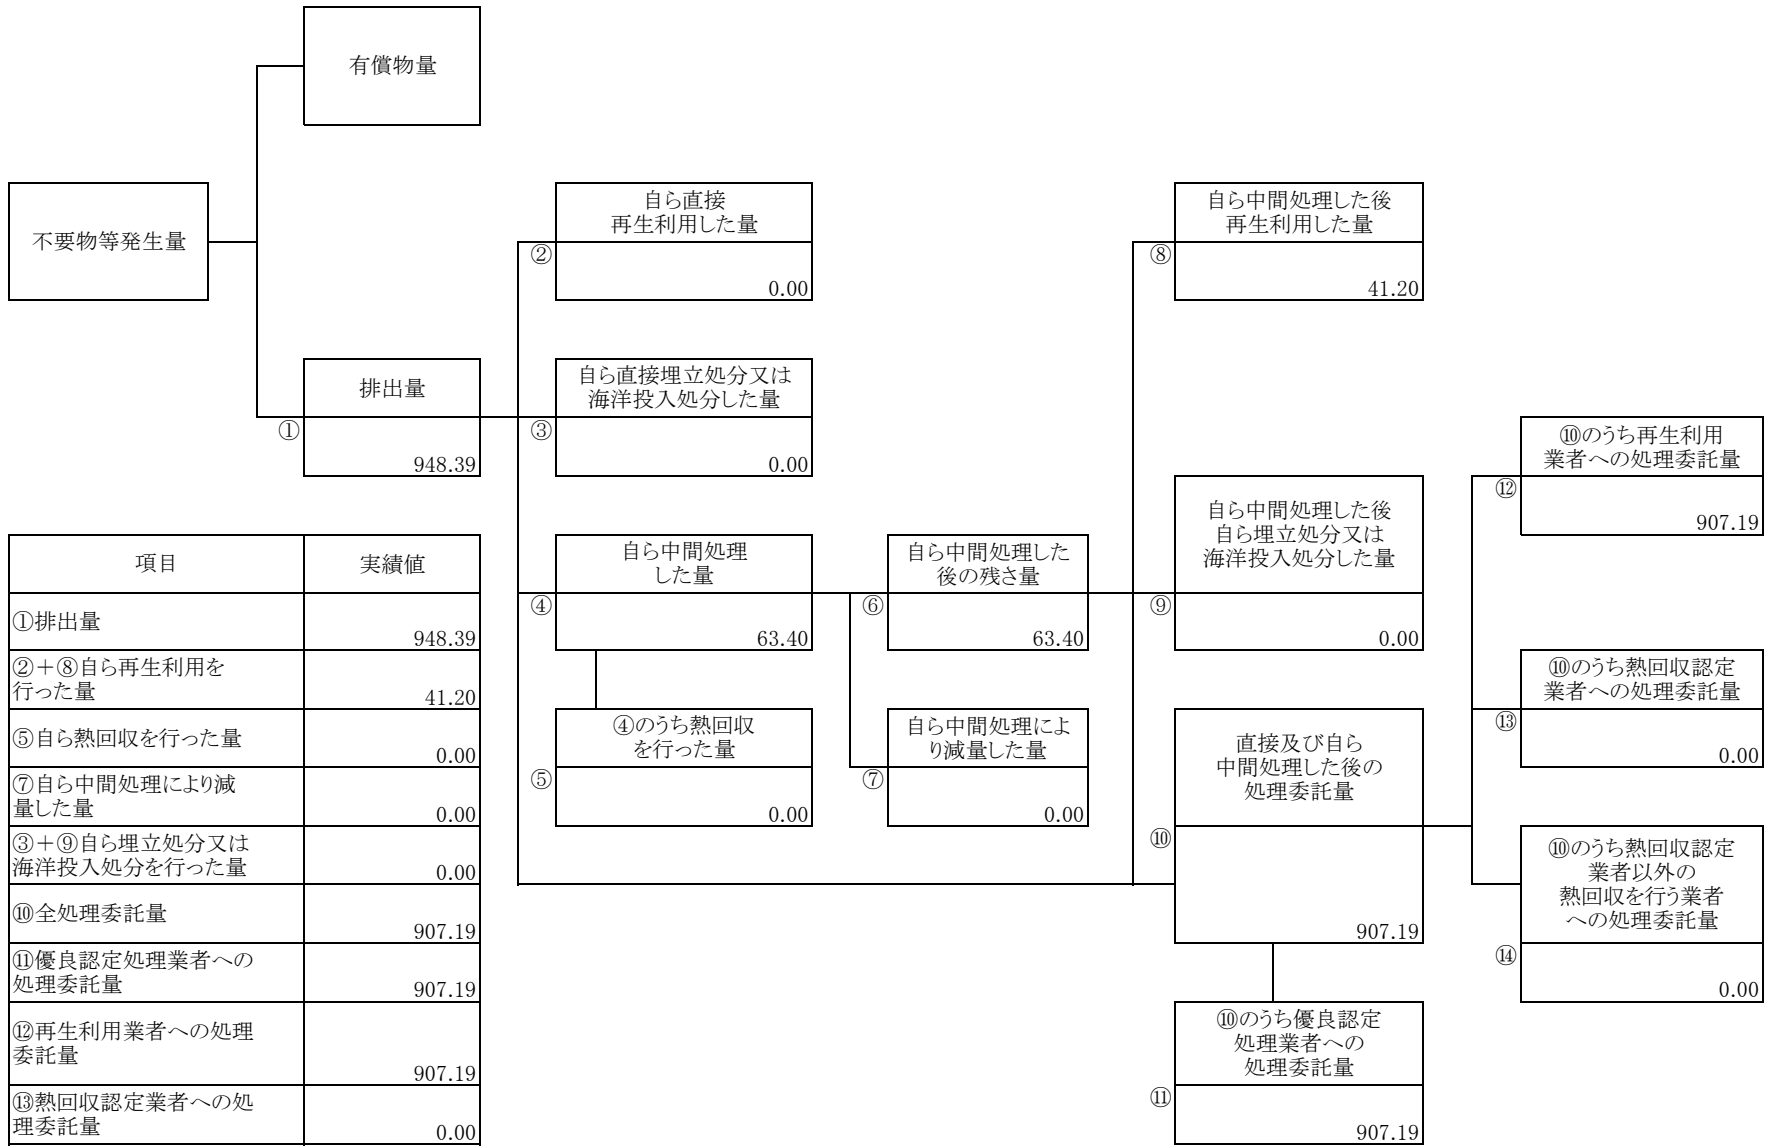 有償物量
不要物等発生量
自ら直接
再生利用した量
②
0.00
自ら中間処理した後
再生利用した量
⑧
41.20
排出量
①
948.39
自ら直接埋立処分又は
海洋投入処分した量
③
0.00
⑩のうち再生利用
業者への処理委託量
⑫
907.19
自ら中間処理
した量
④
63.40
自ら中間処理した
後の残さ量
⑥
63.40
自ら中間処理した後
自ら埋立処分又は
海洋投入処分した量
⑨
0.00
④のうち熱回収
を行った量
⑤
0.00
自ら中間処理によ
り減量した量
⑦
0.00
直接及び自ら
中間処理した後の
処理委託量
⑩
907.19
⑩のうち熱回収認定
業者への処理委託量
⑬
0.00
⑩のうち熱回収認定
業者以外の
熱回収を行う業者
への処理委託量
⑭
0.00
⑩のうち優良認定
処理業者への
処理委託量
⑪
907.19
項目 実績値
①排出量
948.39
②+⑧自ら再生利用を
行った量
41.20
⑤自ら熱回収を行った量
0.00
⑦自ら中間処理により減
量した量
0.00
③+⑨自ら埋立処分又は
海洋投入処分を行った量
0.00
⑩全処理委託量
907.19
⑪優良認定処理業者への
処理委託量
907.19
⑫再生利用業者への処理
委託量
907.19
⑬熱回収認定業者への処
理委託量
0.00